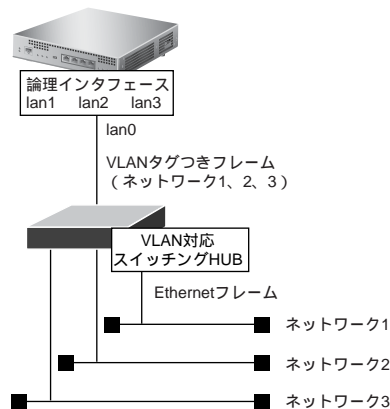 論理インタフェース
lan1 lan2 lan3
lan0
VLANタグつきフレーム
(ネットワーク1、2、3)
VLAN対応
スイッチングHUB
Ethernetフレーム
ネットワーク1
ネットワーク2
ネットワーク3